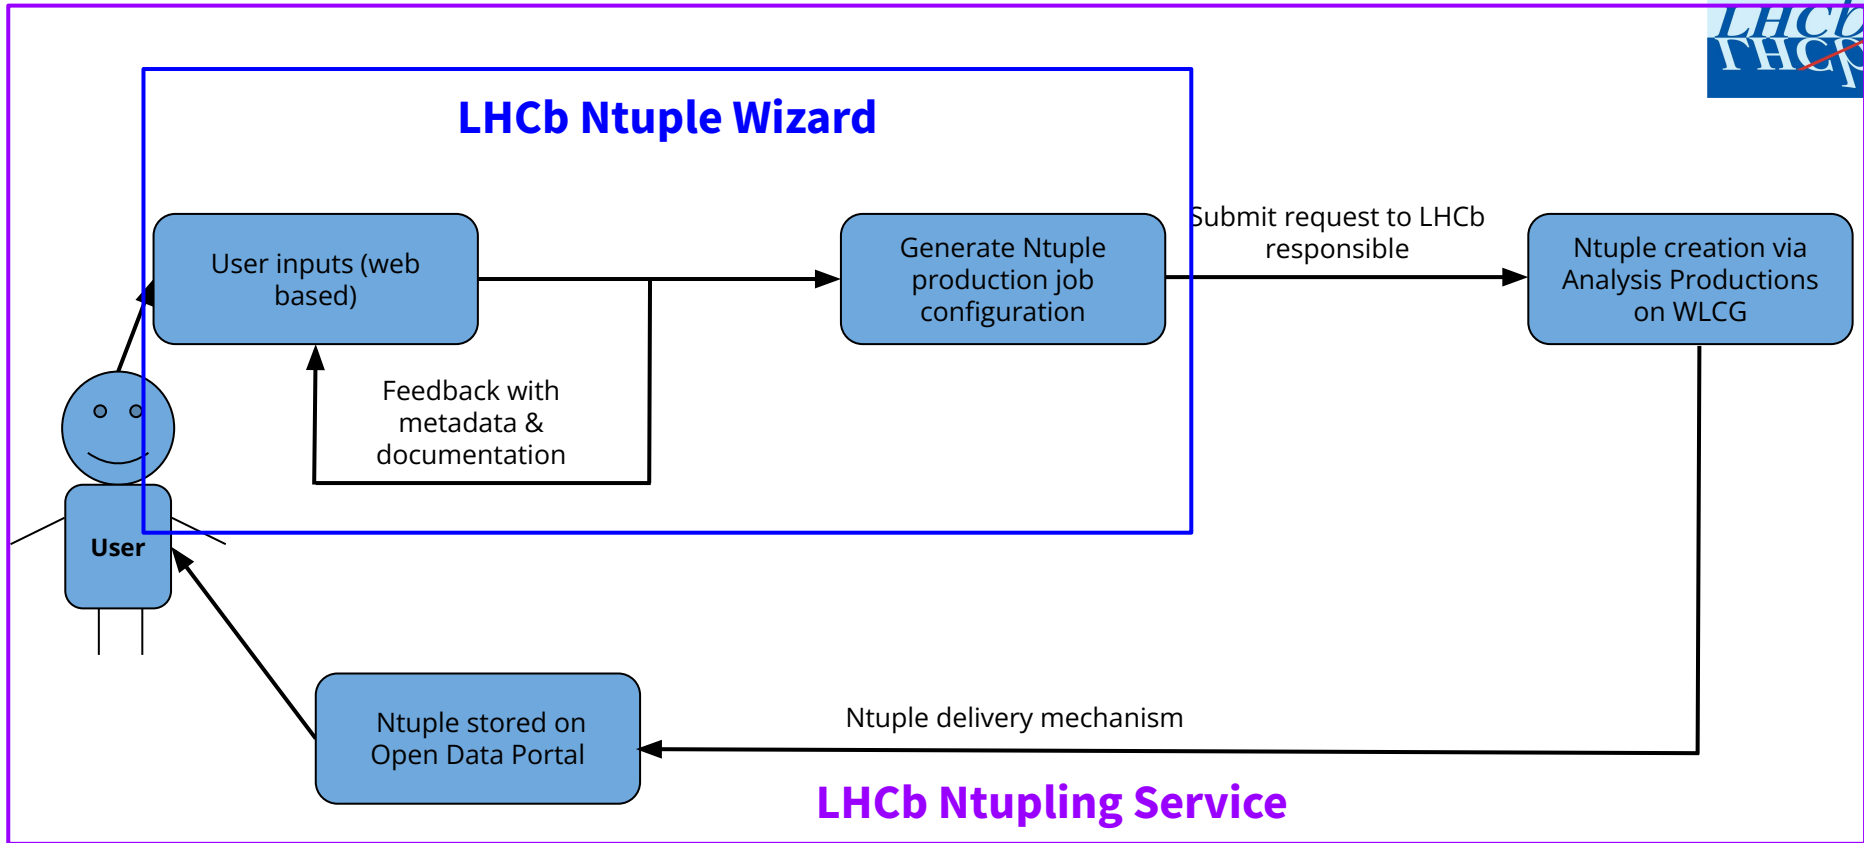 LHCb
LHCb
LHCb Ntuple Wizard
User inputs (web
based)
Generate Ntuple
production job
configuration
Submit request to LHCb
responsible
Ntuple creation via
Analysis Productions
on WLCG
Feedback with
metadata &
documentation
User
Ntuple stored on
Open Data Portal
Ntuple delivery mechanism
LHCb Ntupling Service